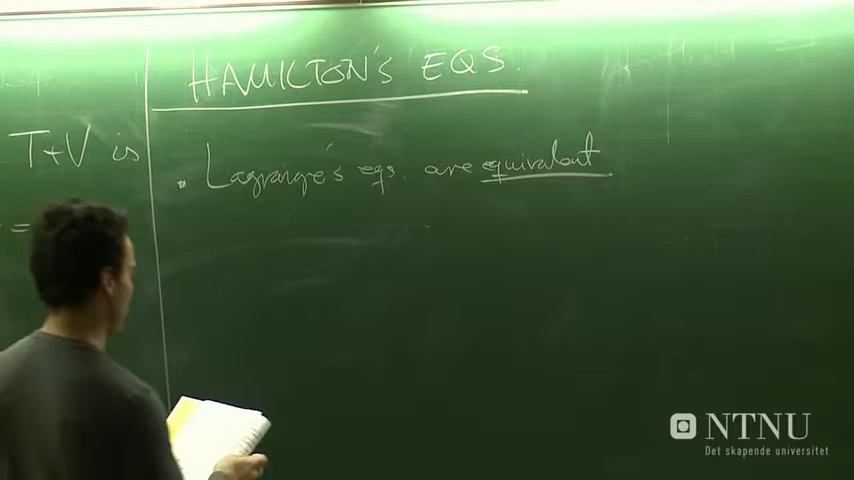 HAMILTON'S EQS.
T+V is
• Lagrange's eqs. are equivalent
=
NTNU
Det skapende universitet